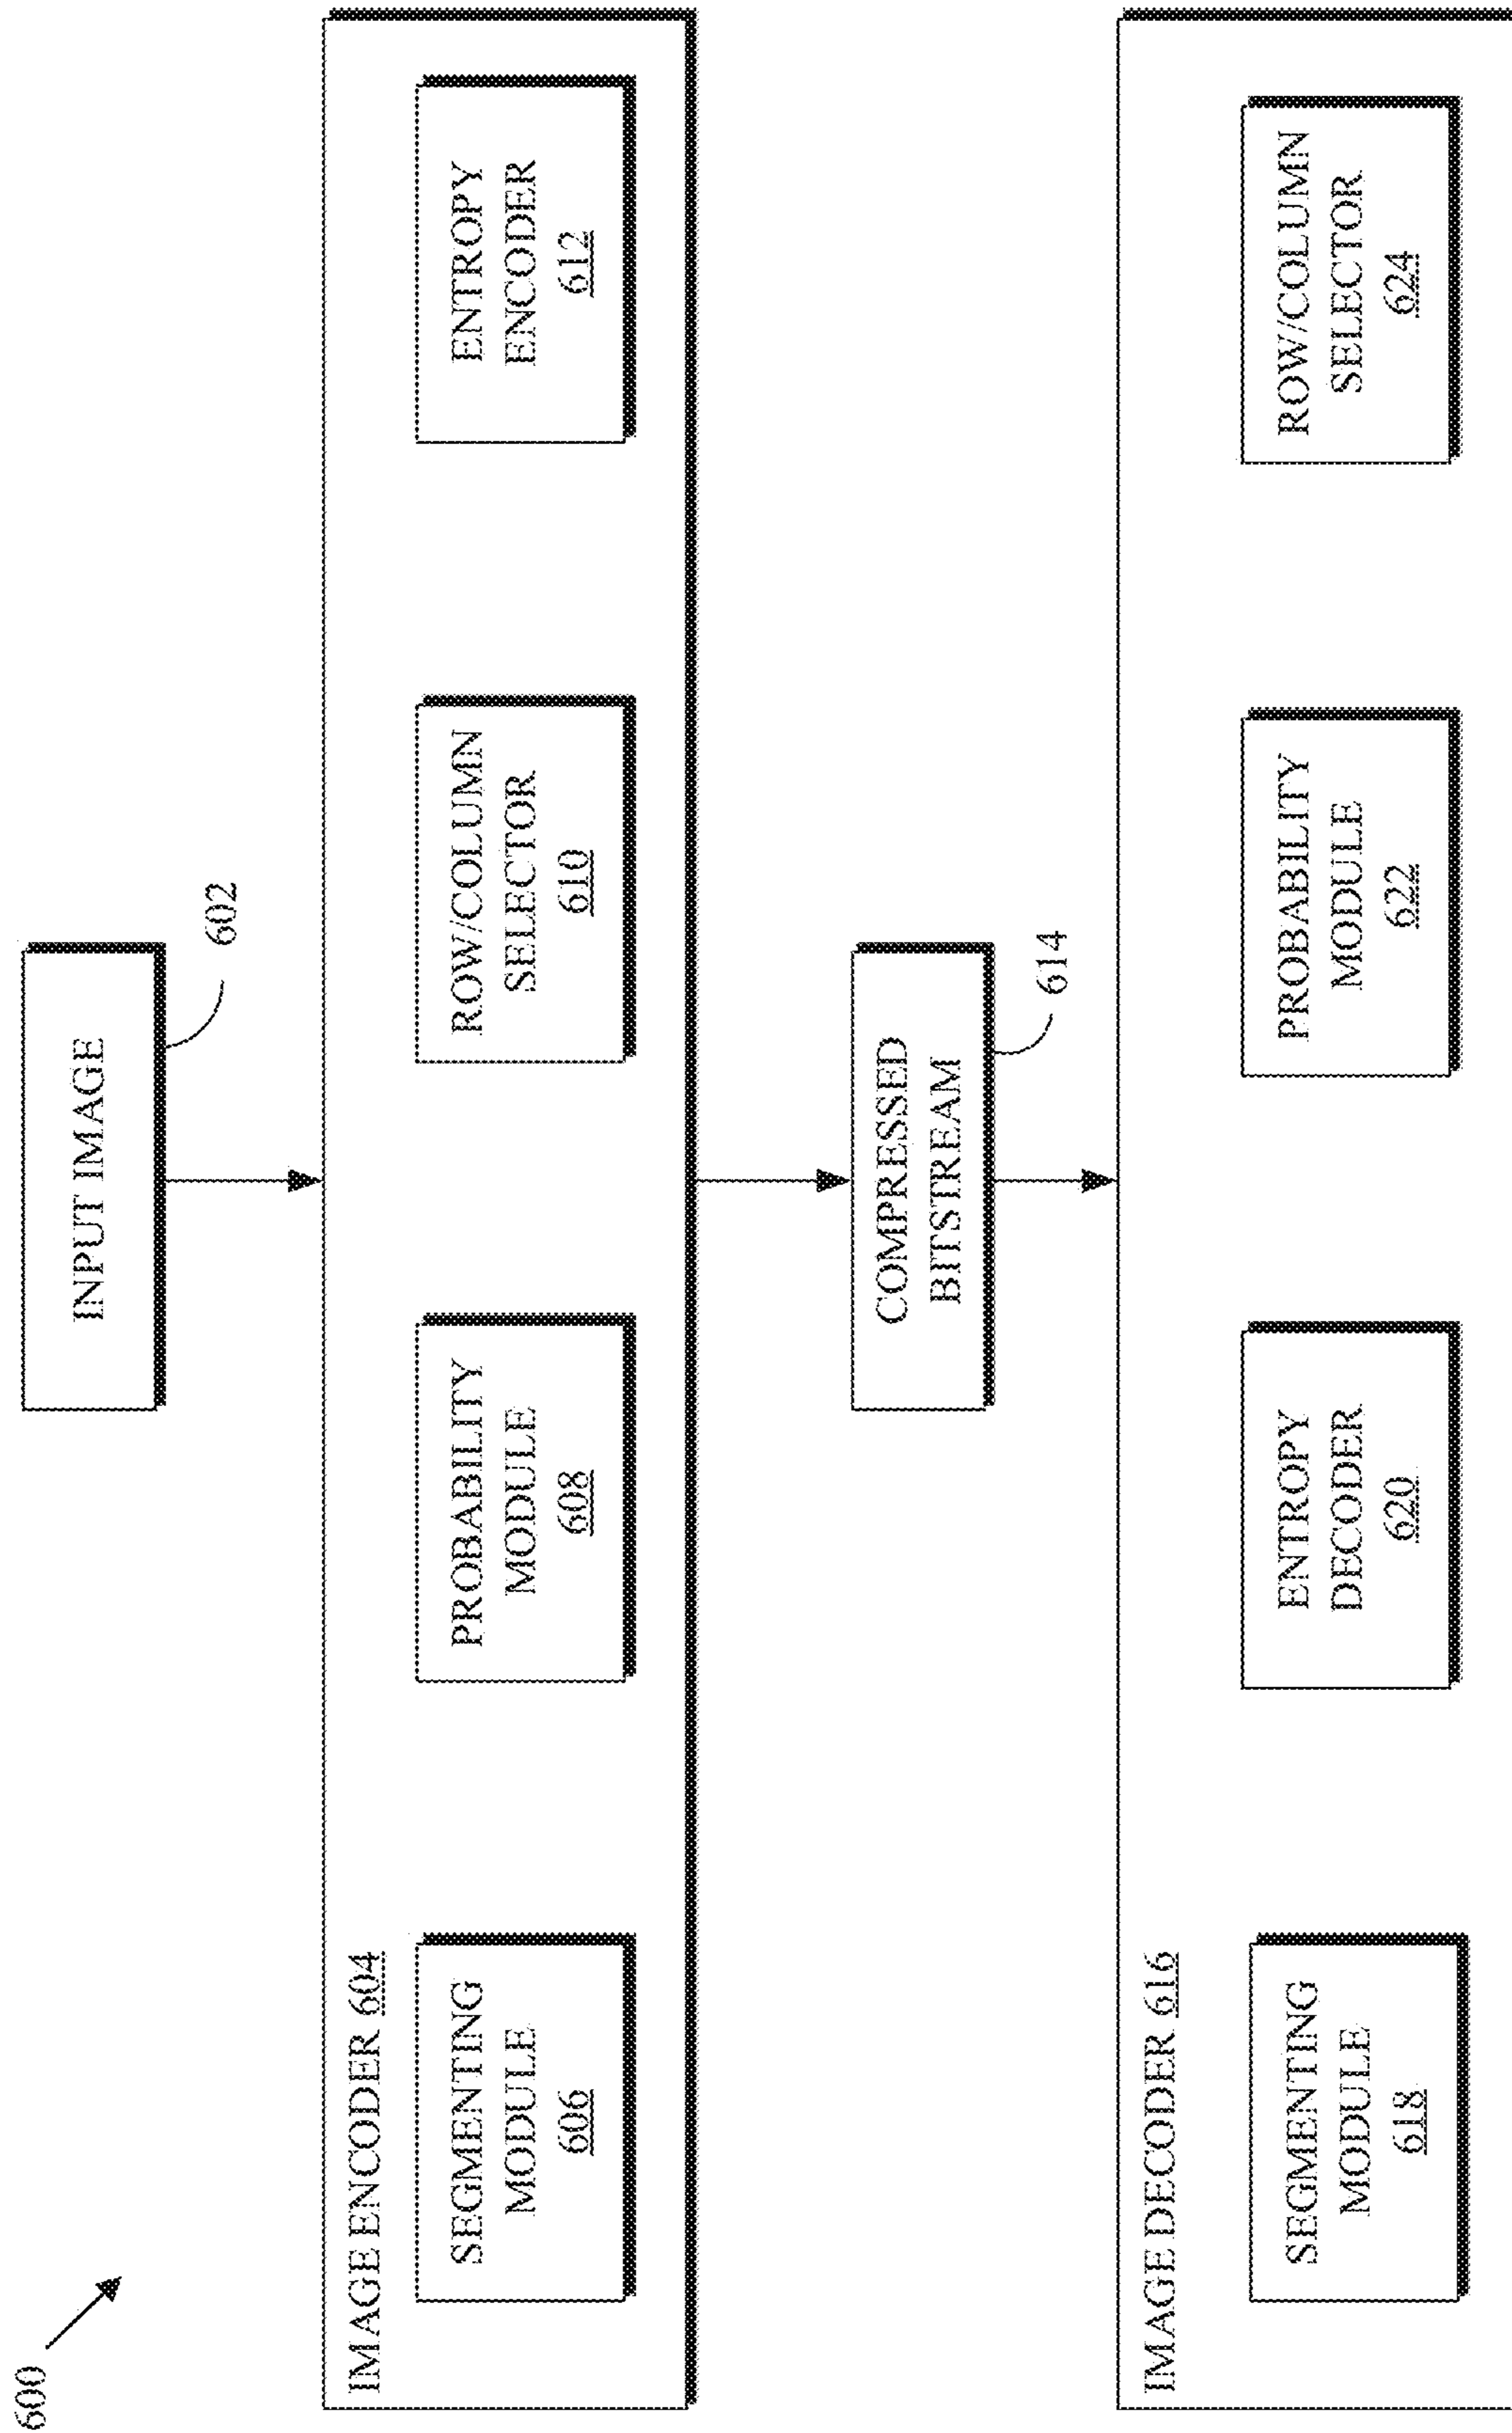 600
INPUT IMAGE
602
IMAGE ENCODER 604
SEGMENTING
MODULE
606
PROBABILITY
MODULE
608
ROW/COLUMN
SELECTOR
610
ENTROPY
ENCODER
612
COMPRESSED
BITSTREAM
614
IMAGE DECODER 616
SEGMENTING
MODULE
618
ENTROPY
DECODER
620
PROBABILITY
MODULE
622
ROW/COLUMN
SELECTOR
624